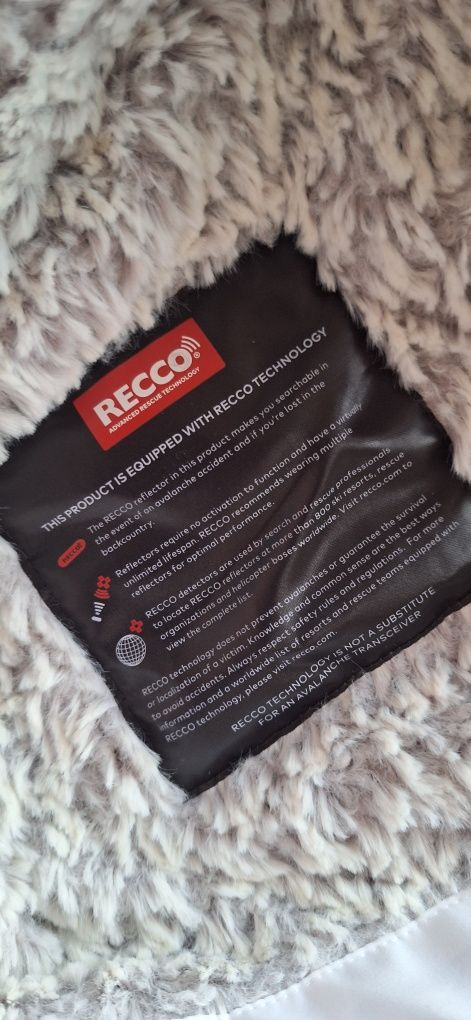 RECCO®
ADVANCED RESCUE TECHNOLOGY
THIS PRODUCT IS EQUIPPED WITH RECCO TECHNOLOGY
RECCO®
The RECCO reflector in this product makes you searchable in
the event of an avalanche accident and if you're lost in the
backcountry.
Reflectors require no activation to function and have a virtually
unlimited lifespan. RECCO recommends wearing multiple
reflectors for optimal performance.
RECCO detectors are used by search and rescue professionals
to locate RECCO reflectors at more than 800 ski resorts, rescue
organizations and helicopter bases worldwide. Visit recco.com to
view the complete list.
RECCO technology does not prevent avalanches or guarantee the survival
or localization of a victim. Knowledge and common sense are the best ways
to avoid accidents. Always respect safety rules and regulations. For more
information and a worldwide list of resorts and rescue teams equipped with
RECCO technology, please visit recco.com.
RECCO TECHNOLOGY IS NOT A SUBSTITUTE
FOR AN AVALANCHE TRANSCEIVER